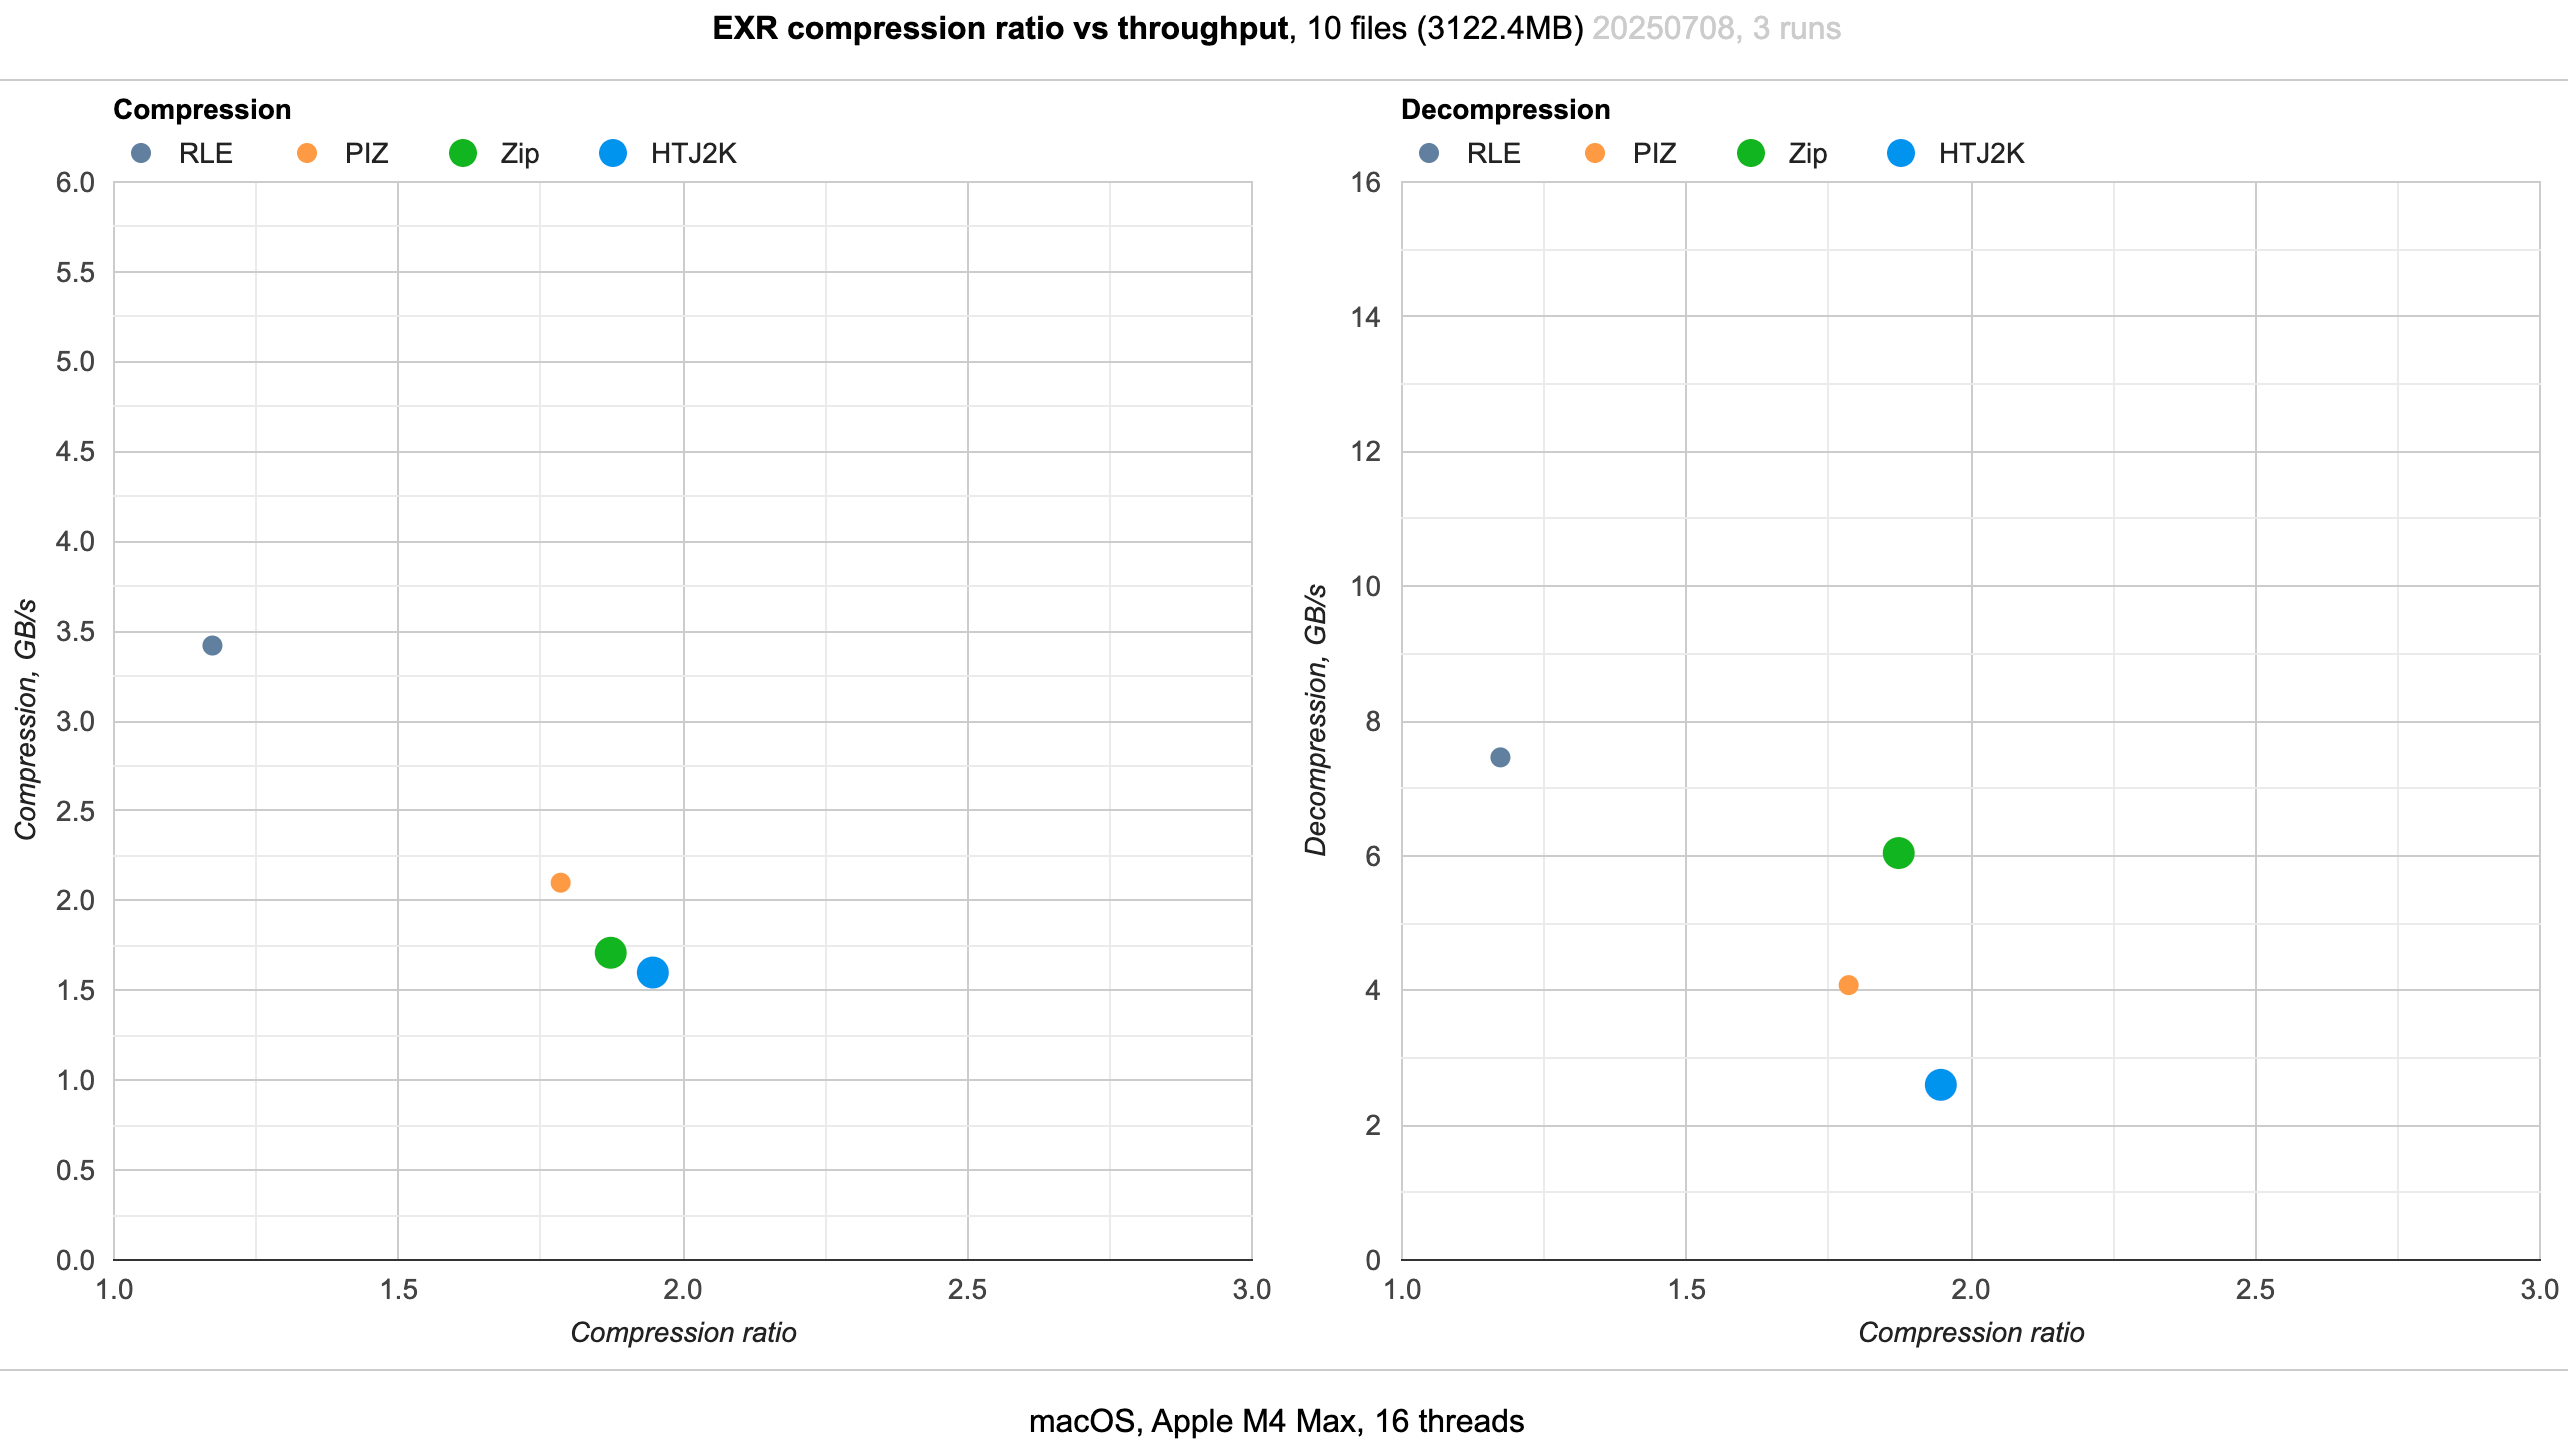 EXR compression ratio vs throughput, 10 files (3122.4MB) 20250708, 3 runs
Compression
RLE PIZ Zip HTJ2K
6.0
5.5
5.0
4.5
4.0
3.5
3.0
2.5
2.0
1.5
1.0
0.5
0.0
Compression, GB/s
1.0 1.5 2.0 2.5 3.0
Compression ratio
Decompression
RLE PIZ Zip HTJ2K
16
14
12
10
8
6
4
2
0
Decompression, GB/s
1.0 1.5 2.0 2.5 3.0
Compression ratio
macOS, Apple M4 Max, 16 threads